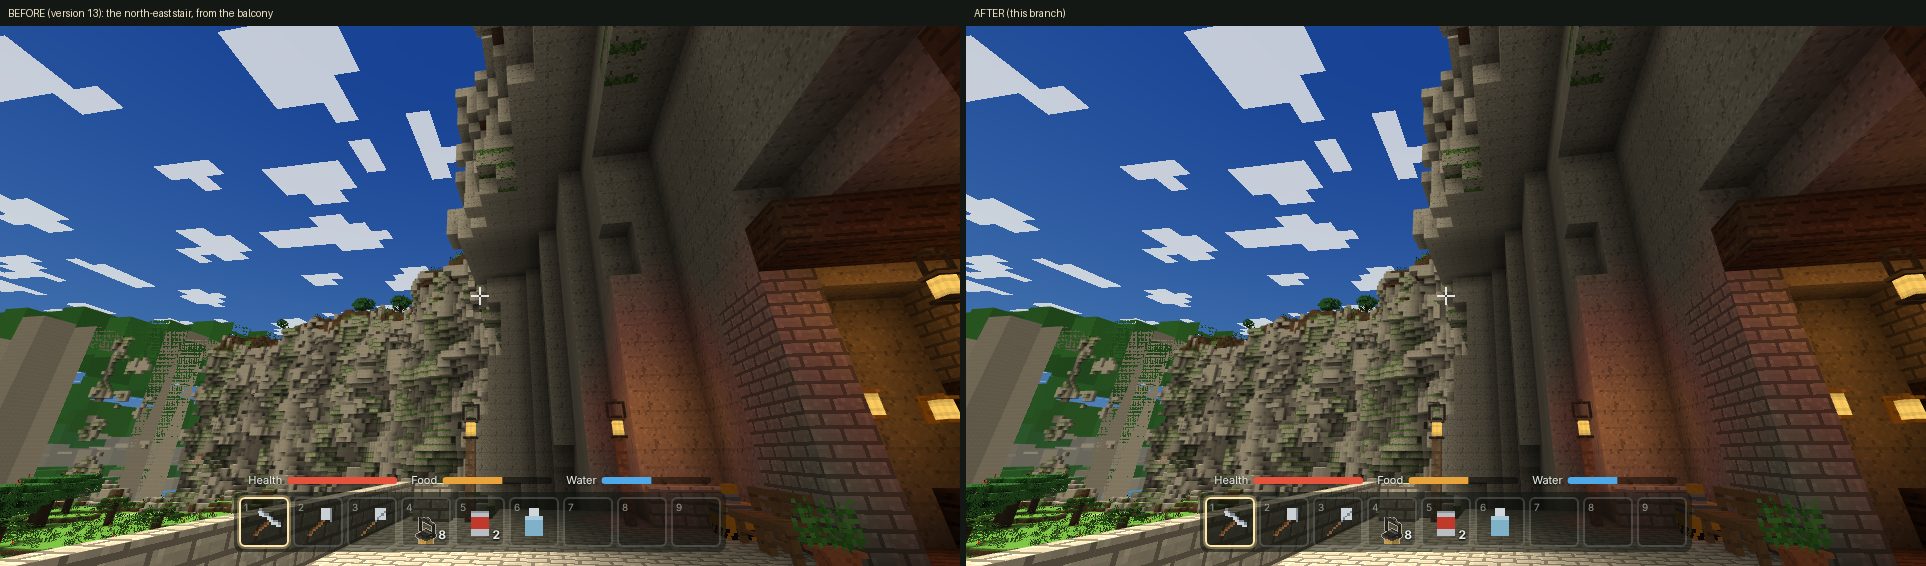 BEFORE (version 13): the north-east stair, from the balcony
AFTER (this branch)
Health Food Water
1 2 3 4 5 6 7 8 9
8 2
Health Food Water
1 2 3 4 5 6 7 8 9
8 2